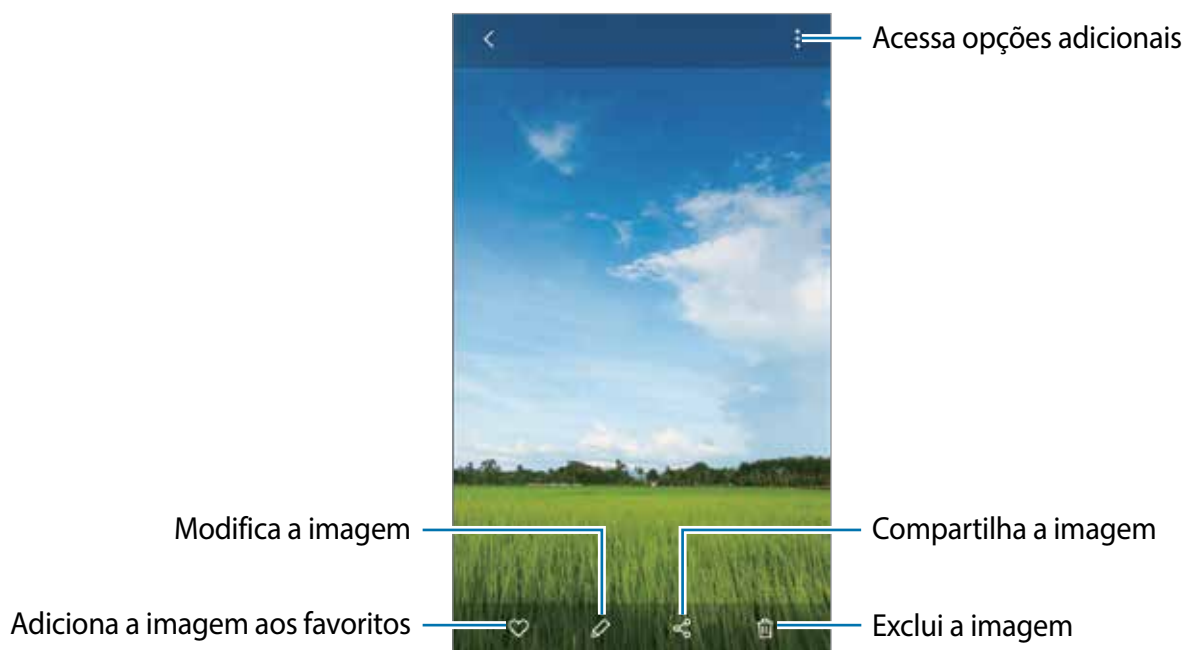 Acessa opções adicionais
Modifica a imagem
Compartilha a imagem
Adiciona a imagem aos favoritos
Exclui a imagem